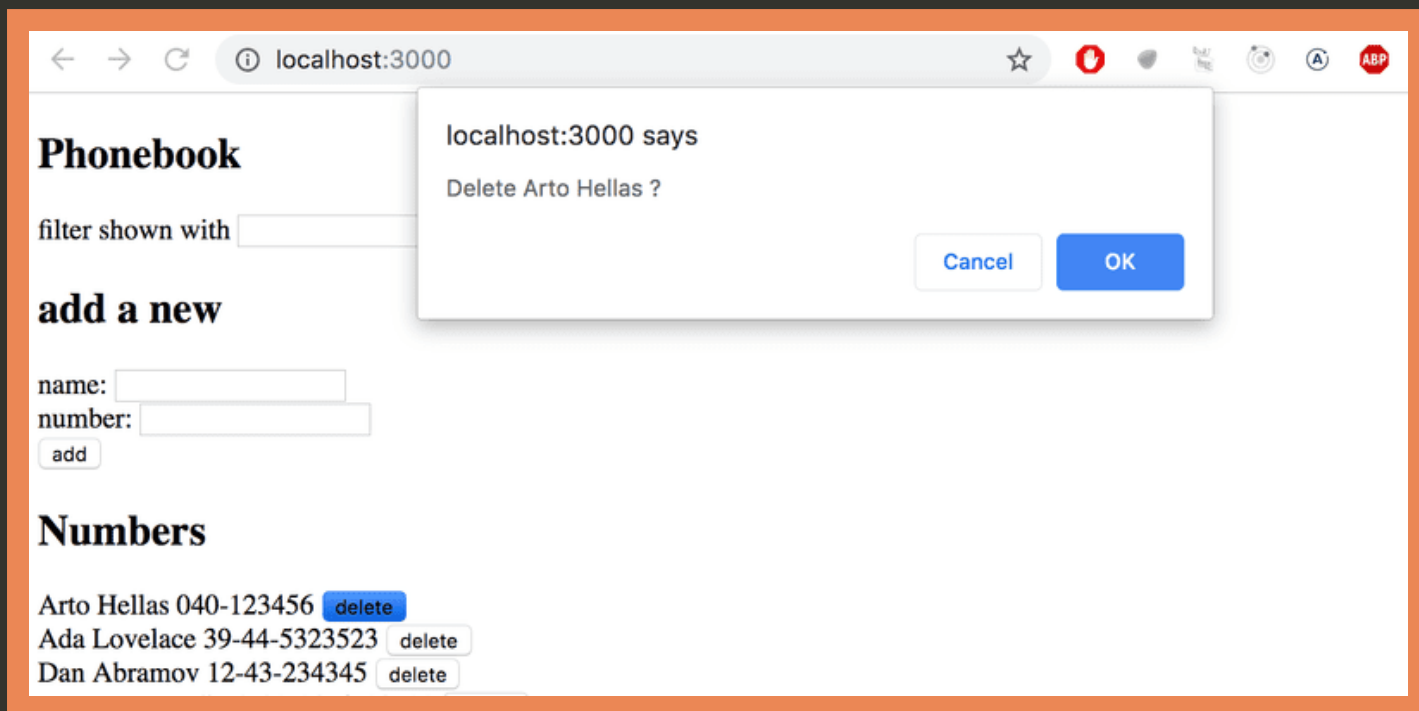 localhost:3000
ABP
localhost:3000 says
Delete Arto Hellas ?
Cancel OK
Phonebook
filter shown with
add a new
name:
number:
add
Numbers
Arto Hellas 040-123456 delete
Ada Lovelace 39-44-5323523 delete
Dan Abramov 12-43-234345 delete